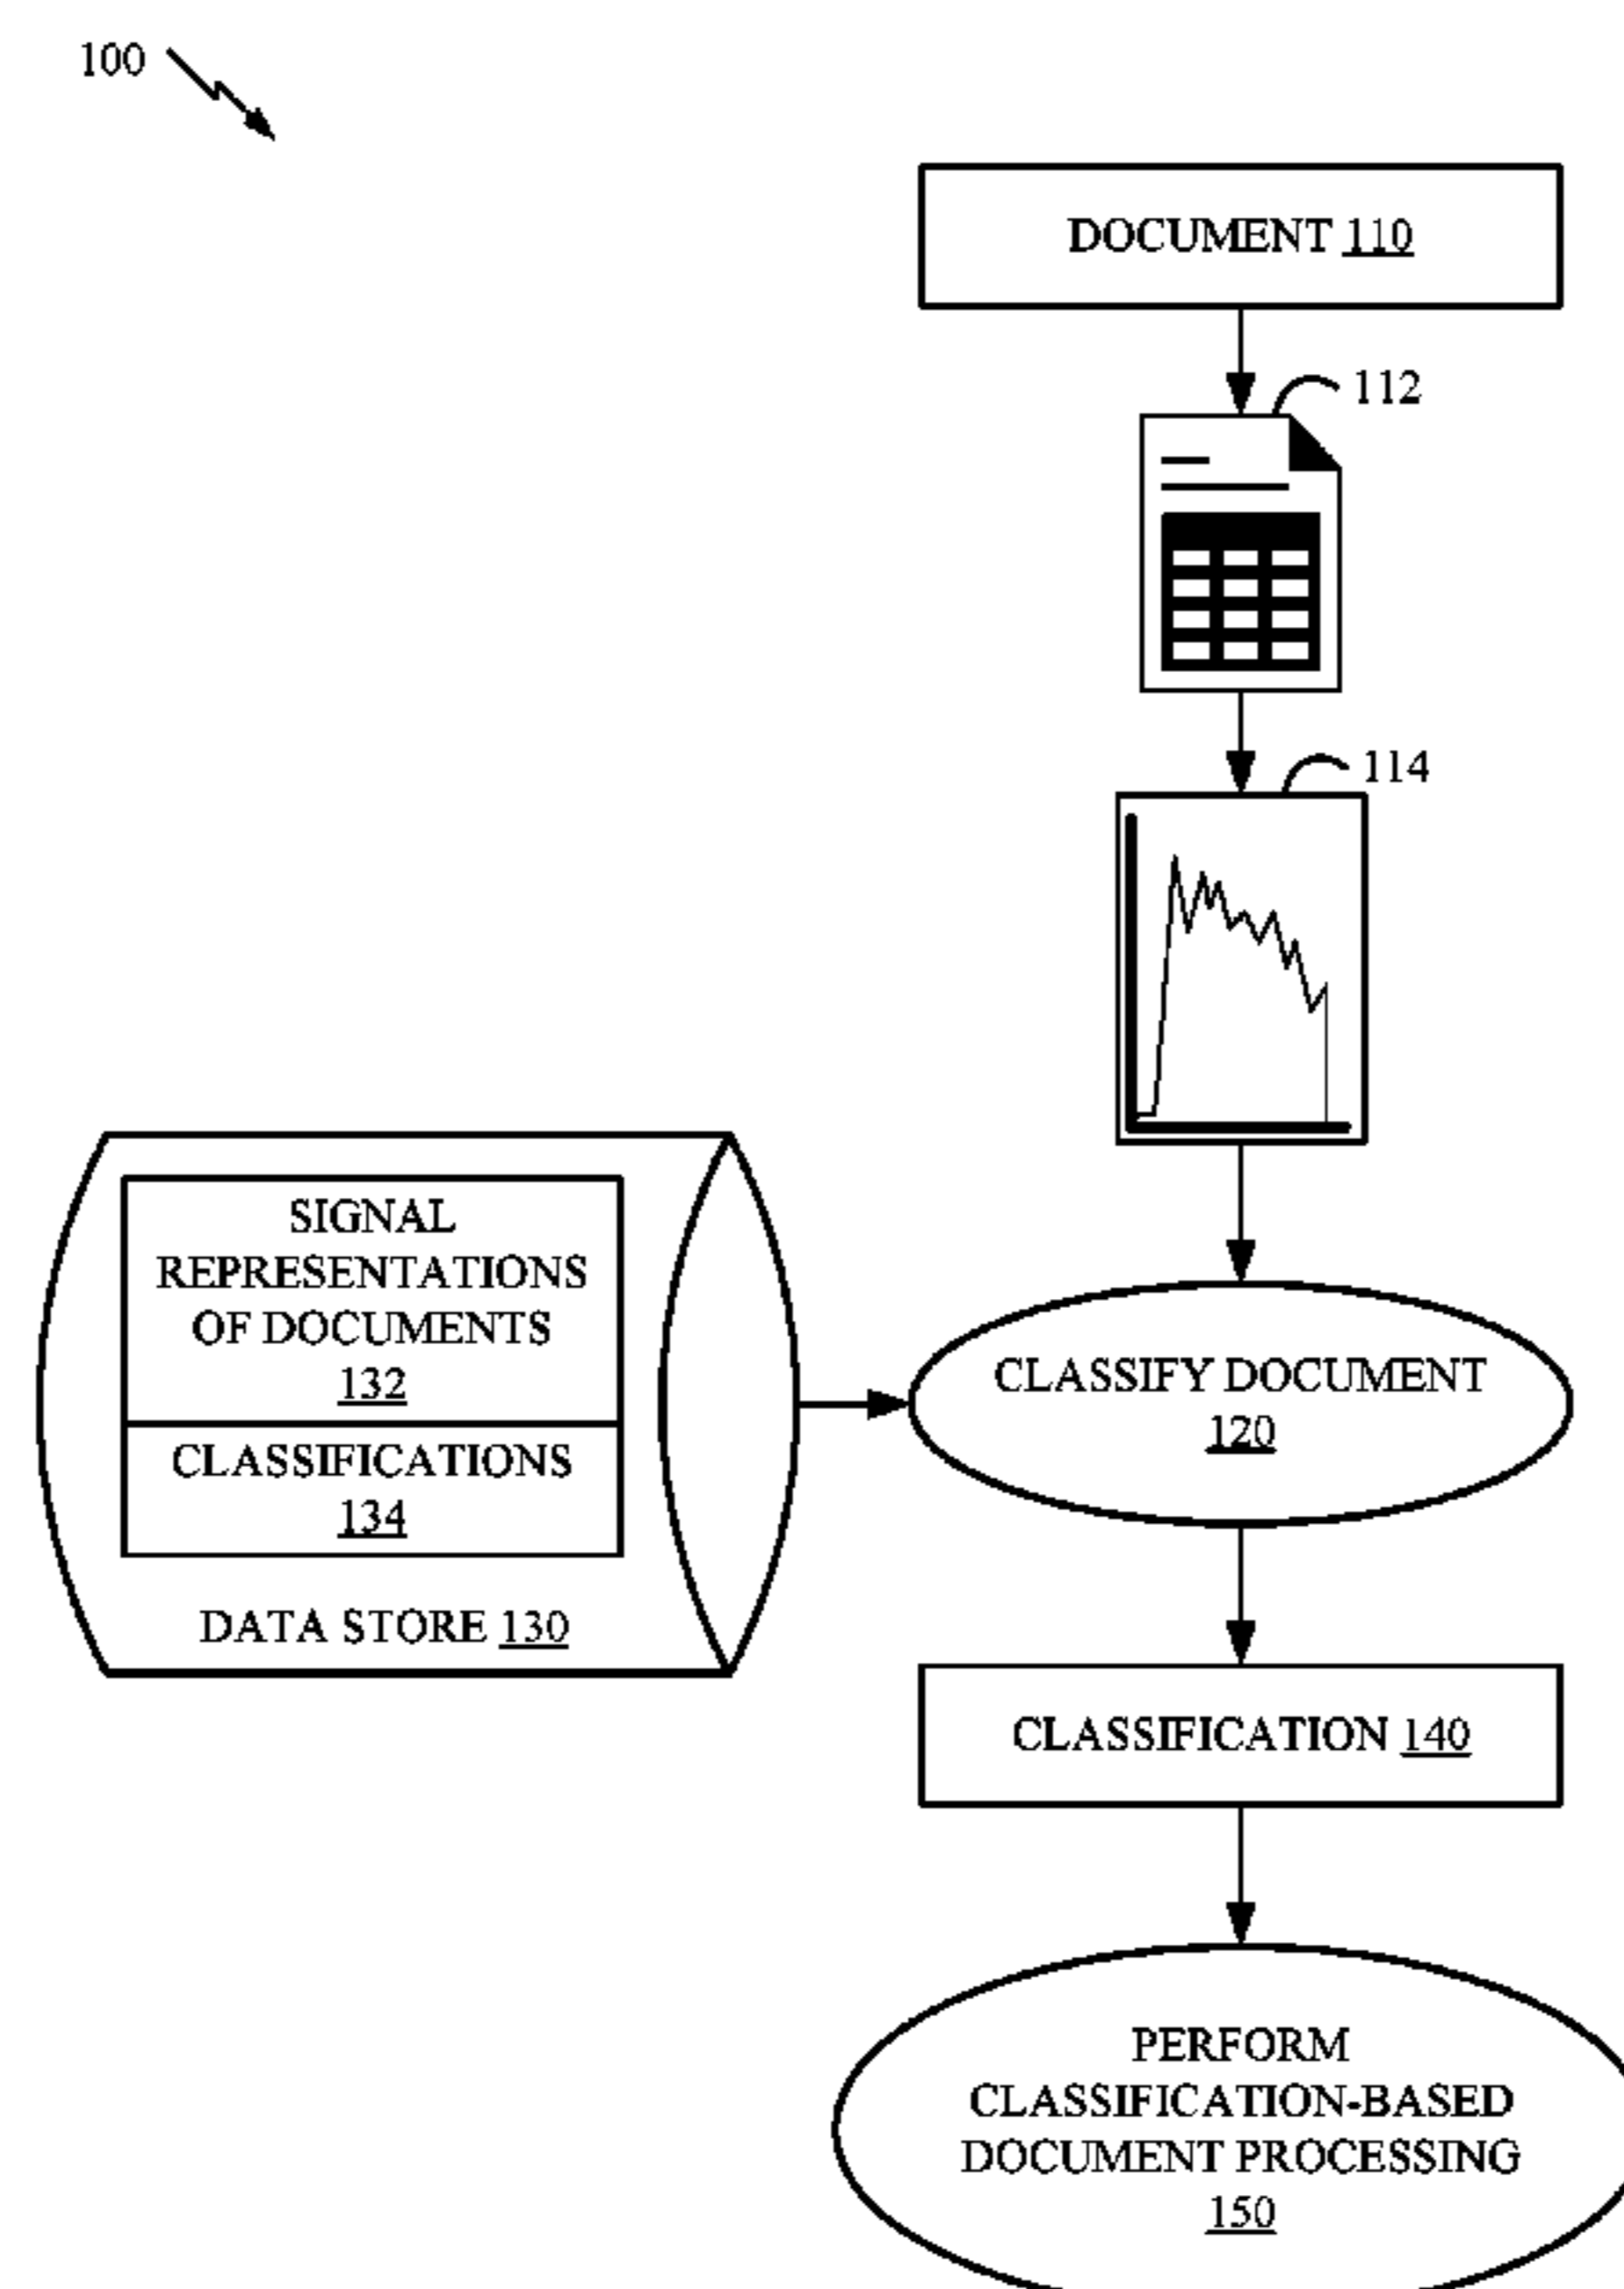 100
DOCUMENT 110
112
114
SIGNAL
REPRESENTATIONS
OF DOCUMENTS
132
CLASSIFICATIONS
134
DATA STORE 130
CLASSIFY DOCUMENT
120
CLASSIFICATION 140
PERFORM
CLASSIFICATION-BASED
DOCUMENT PROCESSING
150